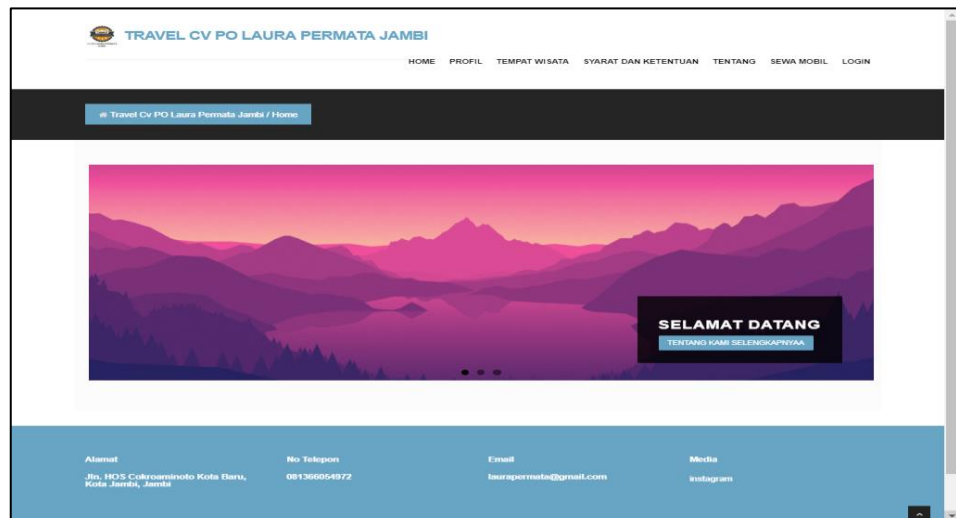 TRAVEL CV PO LAURA PERMATA JAMBI
HOME PROFIL TEMPAT WISATA SYARAT DAN KETENTUAN TENTANG SEWA MOBIL LOGIN
Travel Cv PO Laura Permata Jambi / Home
SELAMAT DATANG
TENTANG KAMI SELENGKAPNYAA
Alamat
Jln. HOS Cokroaminoto Kota Baru,
Kota Jambi, Jambi
No Telepon
081366054972
Email
laurapermata@gmail.com
Media
instagram